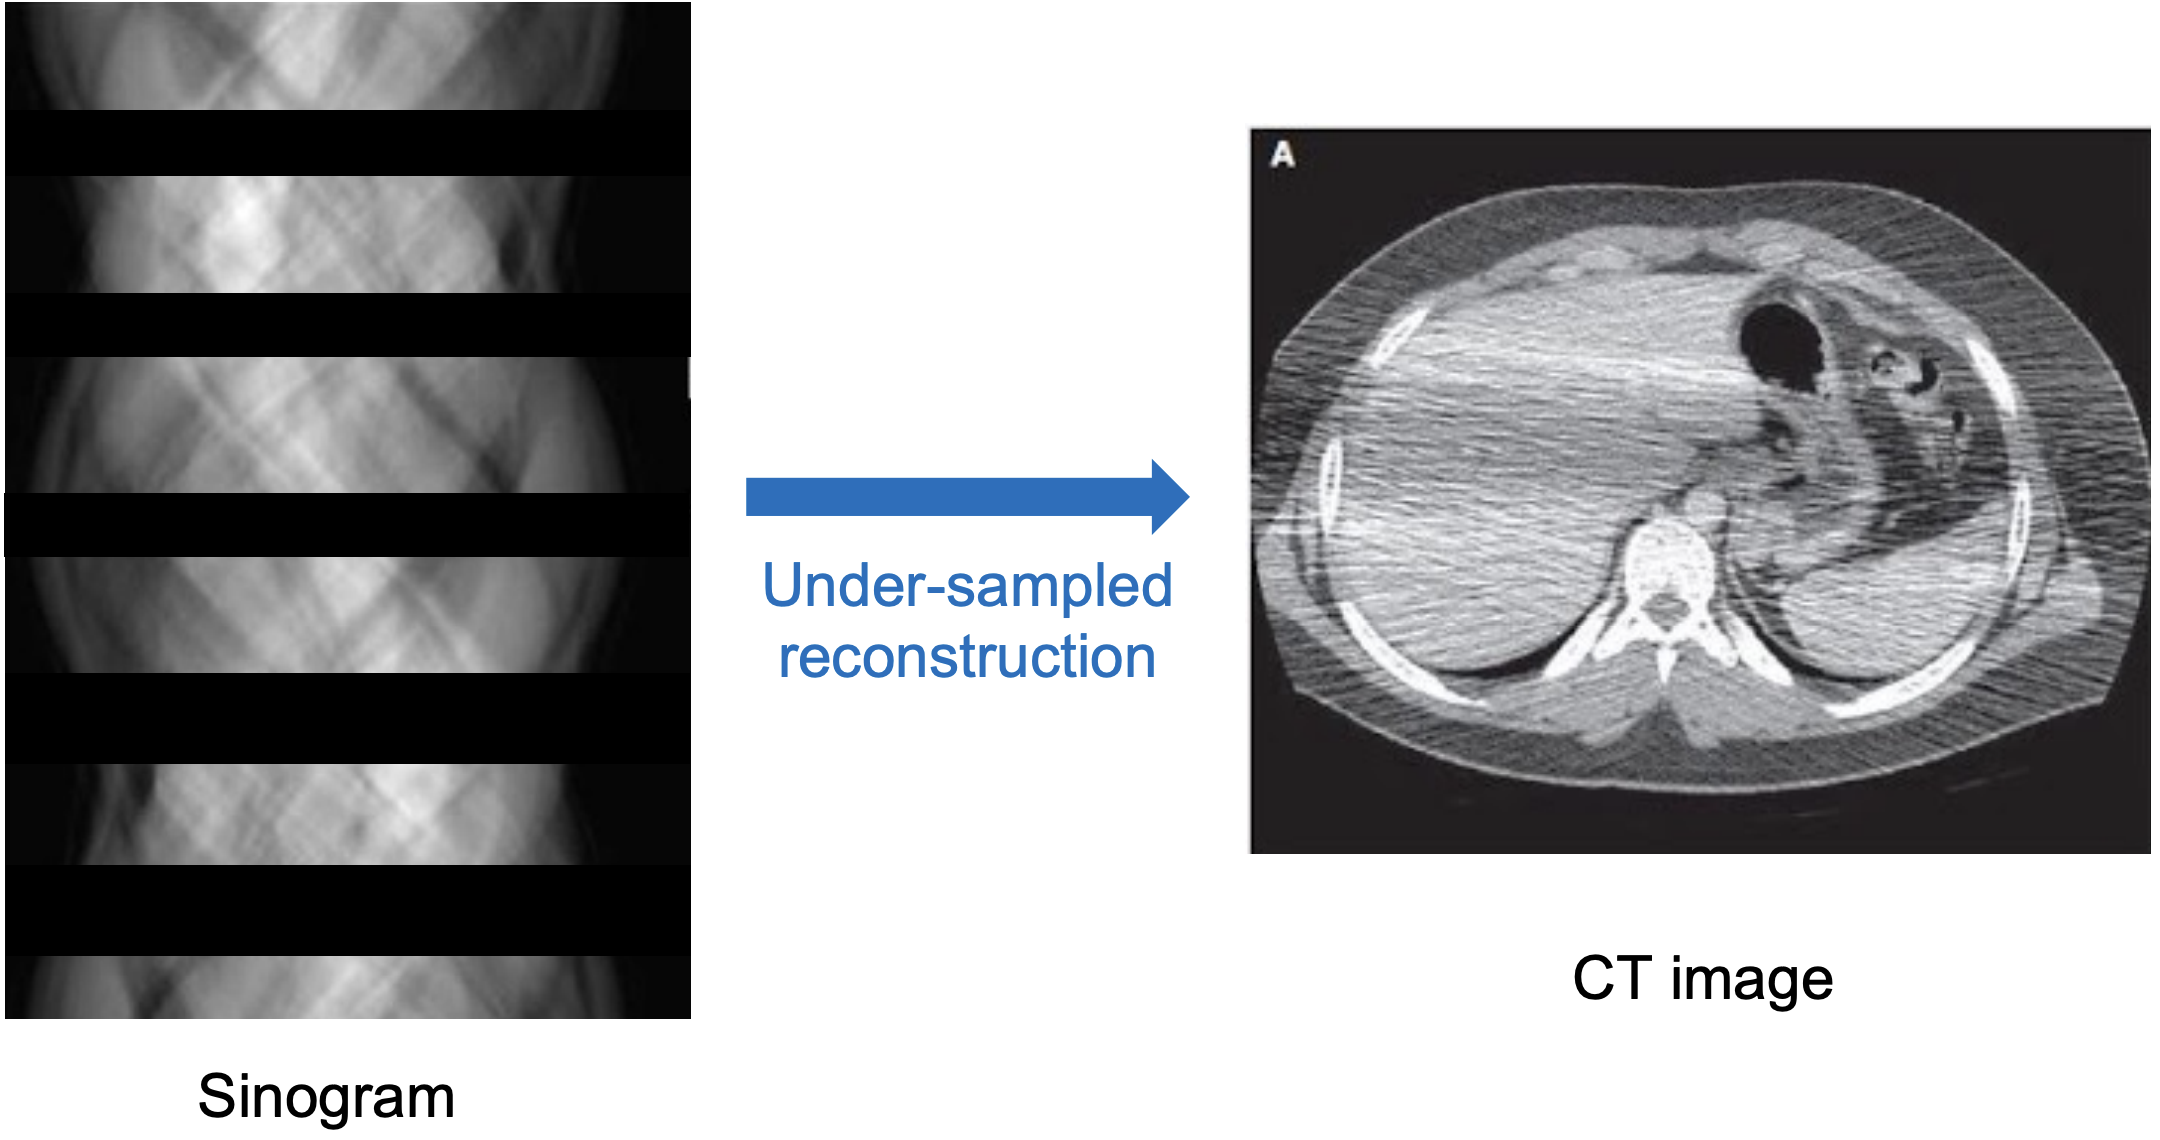 A
Under-sampled
reconstruction
CT image
Sinogram